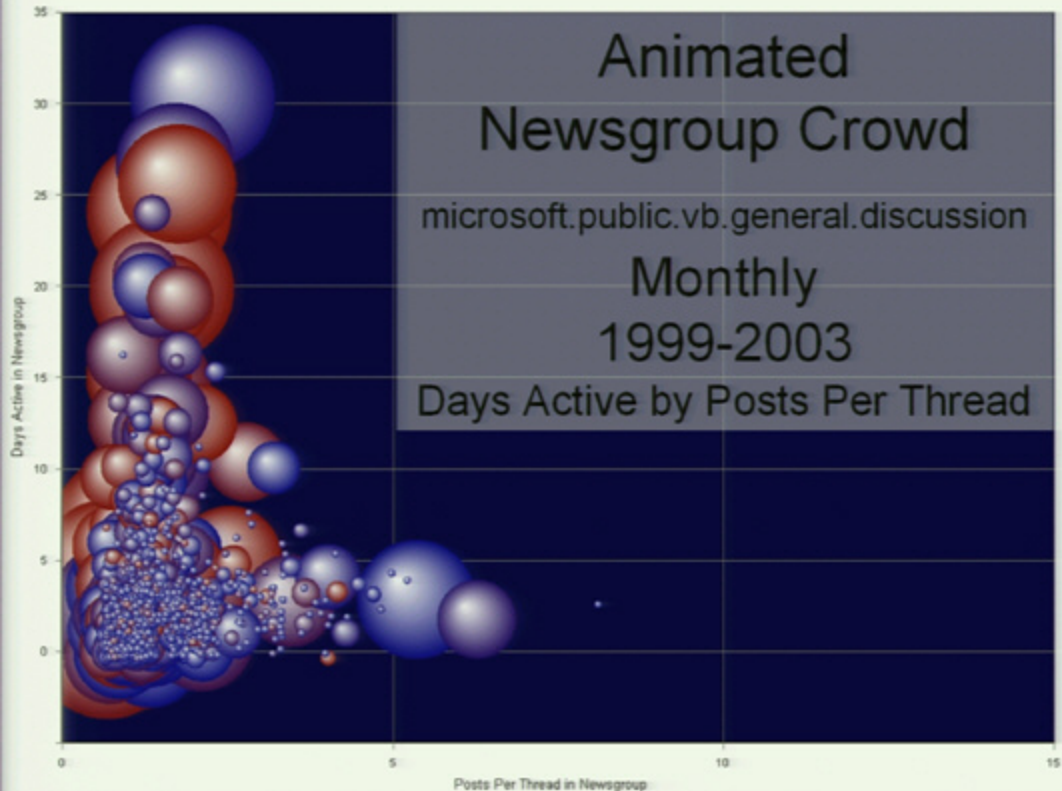 35
Animated
Newsgroup Crowd
30
25
microsoft.public.vb.general.discussion
Monthly
20
1999-2003
15
Days Active by Posts Per Thread
Days Active in Newsgroup
10
5
0
0 5 10 15
Posts Per Thread in Newsgroup